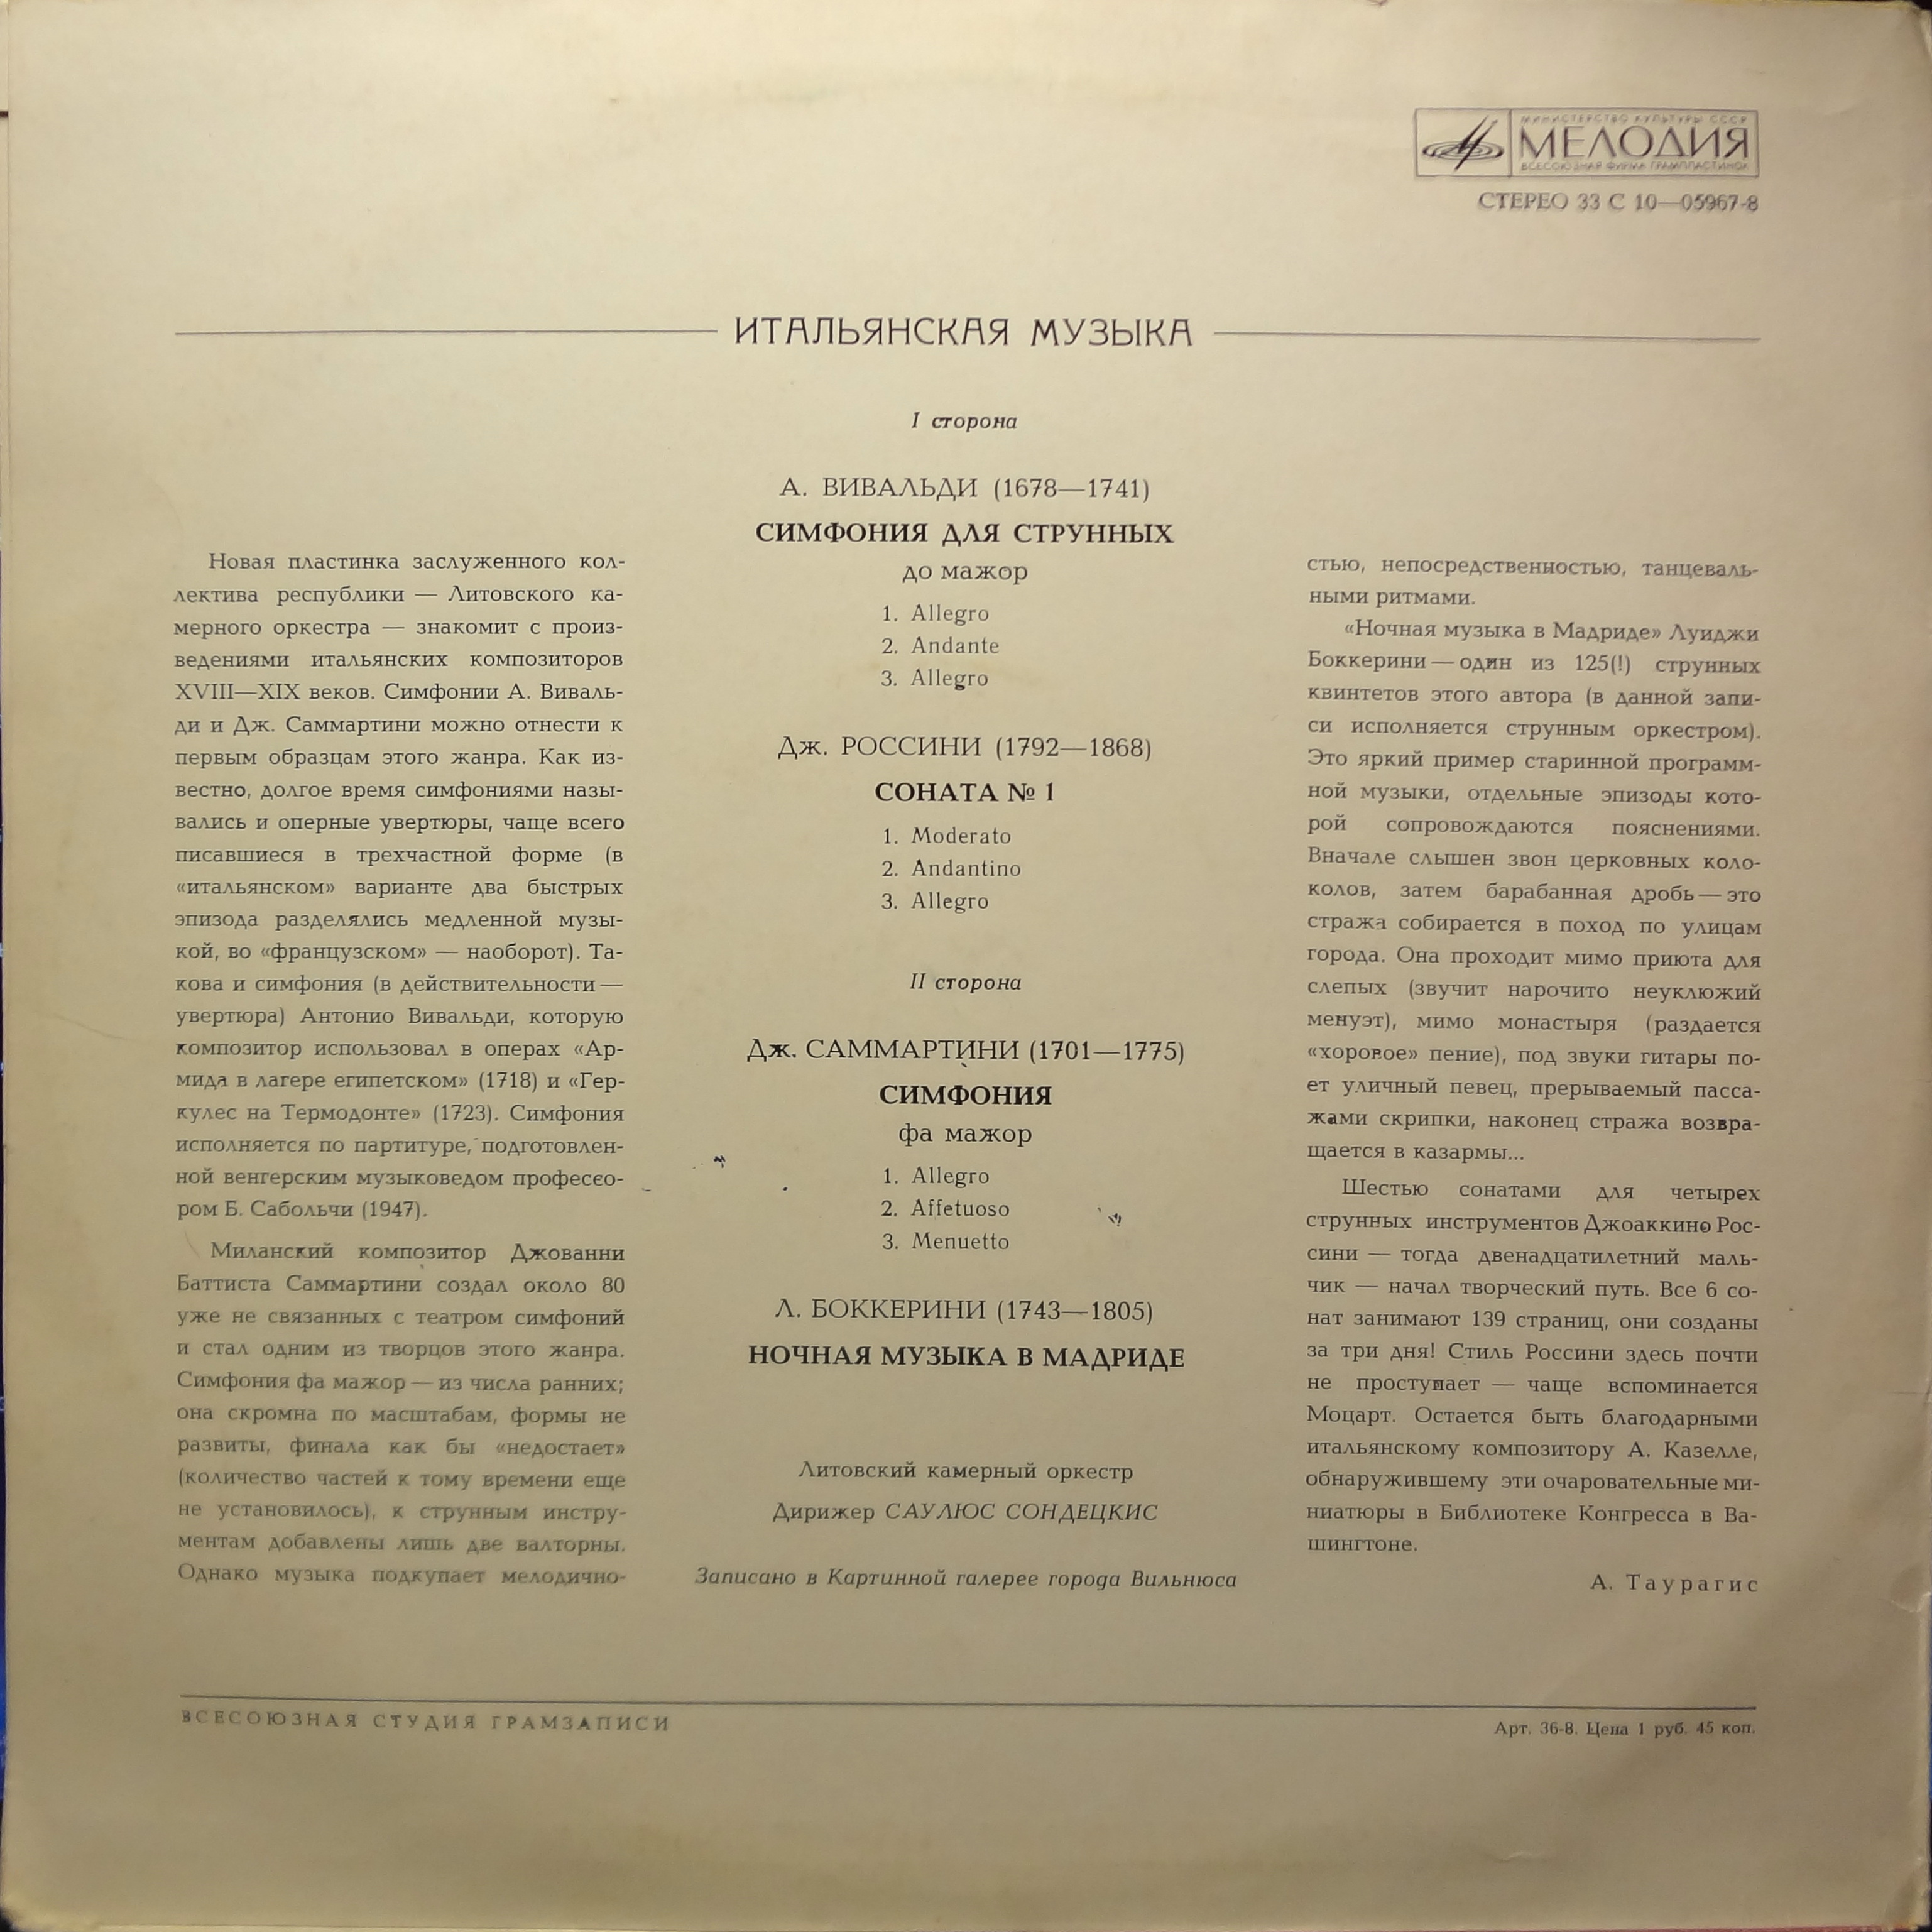 МИНИСТЕРСТВО КУЛЬТУРЫ СССР
МЕЛОДИЯ
ВСЕСОЮЗНАЯ ФИРМА ГРАМПЛАСТИНОК
СТЕРЕО 33 С 10—05967-8
ИТАЛЬЯНСКАЯ МУЗЫКА
Новая пластинка заслуженного кол-
лектива республики — Литовского ка-
мерного оркестра — знакомит с произ-
ведениями итальянских композиторов
XVIII—XIX веков. Симфонии А. Виваль-
ди и Дж. Саммартини можно отнести к
первым образцам этого жанра. Как из-
вестно, долгое время симфониями назы-
вались и оперные увертюры, чаще всего
писавшиеся в трехчастной форме (в
«итальянском» варианте два быстрых
эпизода разделялись медленной музы-
кой, во «французском» — наоборот). Та-
кова и симфония (в действительности —
увертюра) Антонио Вивальди, которую
композитор использовал в операх «Ар-
мида в лагере египетском» (1718) и «Гер-
кулес на Термодонте» (1723). Симфония
исполняется по партитуре, подготовлен-
ной венгерским музыковедом профессо-
ром Б. Сабольчи (1947).
Миланский композитор Джованни
Баттиста Саммартини создал около 80
уже не связанных с театром симфоний
и стал одним из творцов этого жанра.
Симфония фа мажор — из числа ранних;
она скромна по масштабам, формы не
развиты, финала как бы «недостает»
(количество частей к тому времени еще
не установилось), к струнным инстру-
ментам добавлены лишь две валторны.
Однако музыка подкупает мелодично-
I сторона
А. ВИВАЛЬДИ (1678—1741)
СИМФОНИЯ ДЛЯ СТРУННЫХ
до мажор
1. Allegro
2. Andante
3. Allegro
Дж. РОССИНИ (1792—1868)
СОНАТА № 1
1. Moderato
2. Andantino
3. Allegro
II сторона
Дж. САММАРТИНИ (1701—1775)
СИМФОНИЯ
фа мажор
1. Allegro
2. Affetuoso
3. Menuetto
Л. БОККЕРИНИ (1743—1805)
НОЧНАЯ МУЗЫКА В МАДРИДЕ
Литовский камерный оркестр
Дирижер САУЛЮС СОНДЕЦКИС
Записано в Картинной галерее города Вильнюса
стью, непосредственностью, танцеваль-
ными ритмами.
«Ночная музыка в Мадриде» Луиджи
Боккерини — один из 125(!) струнных
квинтетов этого автора (в данной запи-
си исполняется струнным оркестром).
Это яркий пример старинной программ-
ной музыки, отдельные эпизоды кото-
рой сопровождаются пояснениями.
Вначале слышен звон церковных коло-
колов, затем барабанная дробь — это
стража собирается в поход по улицам
города. Она проходит мимо приюта для
слепых (звучит нарочито неуклюжий
менуэт), мимо монастыря (раздается
«хоровое» пение), под звуки гитары по-
ет уличный певец, прерываемый пасса-
жами скрипки, наконец стража возвра-
щается в казармы...
Шестью сонатами для четырех
струнных инструментов Джоаккино Рос-
сини — тогда двенадцатилетний маль-
чик — начал творческий путь. Все 6 со-
нат занимают 139 страниц, они созданы
за три дня! Стиль Россини здесь почти
не проступает — чаще вспоминается
Моцарт. Остается быть благодарными
итальянскому композитору А. Казелле,
обнаружившему эти очаровательные ми-
ниатюры в Библиотеке Конгресса в Ва-
шингтоне.
А. Таурагис
ВСЕСОЮЗНАЯ СТУДИЯ ГРАМЗАПИСИ
Арт. 36-8. Цена 1 руб. 45 коп.